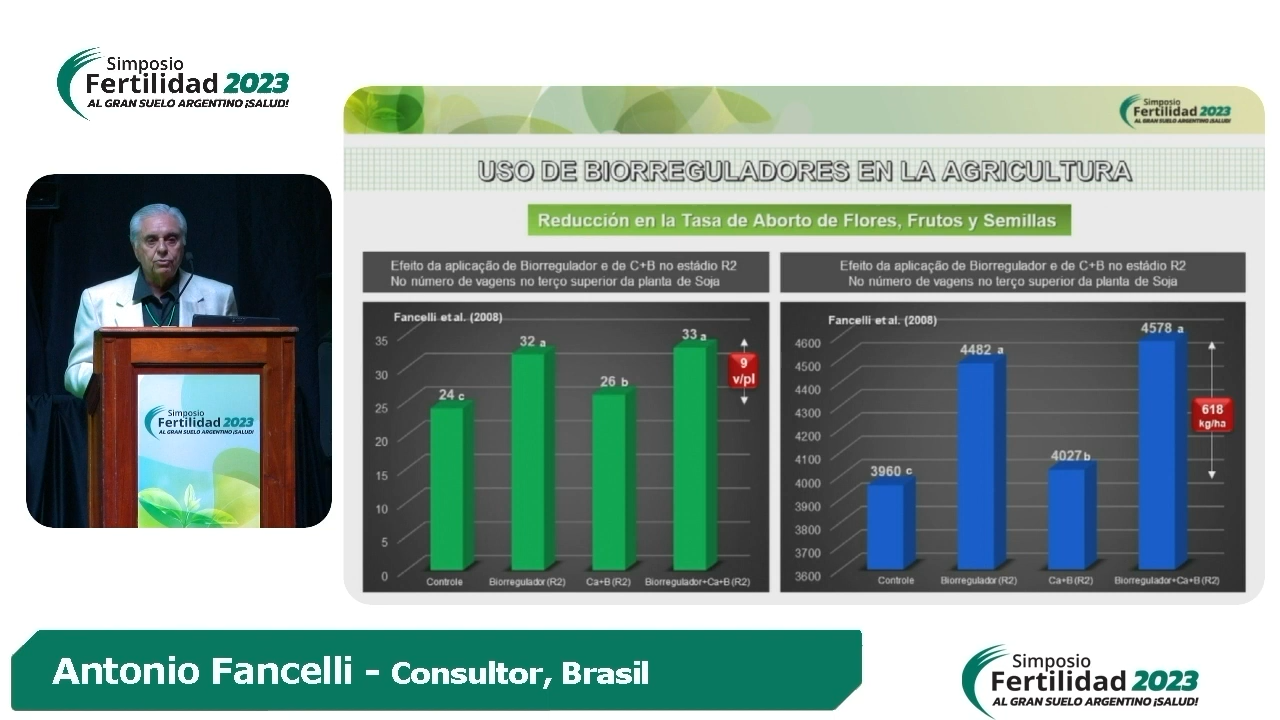 Simposio
Fertilidad 2023
AL GRAN SUELO ARGENTINO ¡SALUD!
Simposio
Fertilidad 2023
AL GRAN SUELO ARGENTINO ¡SALUD!
USO DE BIORREGULADORES EN LA AGRICULTURA
Reducción en la Tasa de Aborto de Flores, Frutos y Semillas
Efeito da aplicação de Biorregulador e de C+B no estádio R2
No número de vagens no terço superior da planta de Soja
Fancelli et al. (2008)
35
30
25
20
15
10
5
0
24 c
32 a
26 b
33 a
9
v/pl
Controle
Biorregulador (R2)
Ca+B (R2)
Biorregulador+Ca+B (R2)
Efeito da aplicação de Biorregulador e de C+B no estádio R2
No número de vagens no terço superior da planta de Soja
Fancelli et al. (2008)
4600
4500
4400
4300
4200
4100
4000
3900
3800
3700
3600
3960 c
4482 a
4027 b
4578 a
618
kg/ha
Controle
Biorregulador (R2)
Ca+B (R2)
Biorregulador+Ca+B (R2)
Simposio
Fertilidad 2023
AL GRAN SUELO ARGENTINO ¡SALUD!
Antonio Fancelli - Consultor, Brasil
Simposio
Fertilidad 2023
AL GRAN SUELO ARGENTINO ¡SALUD!